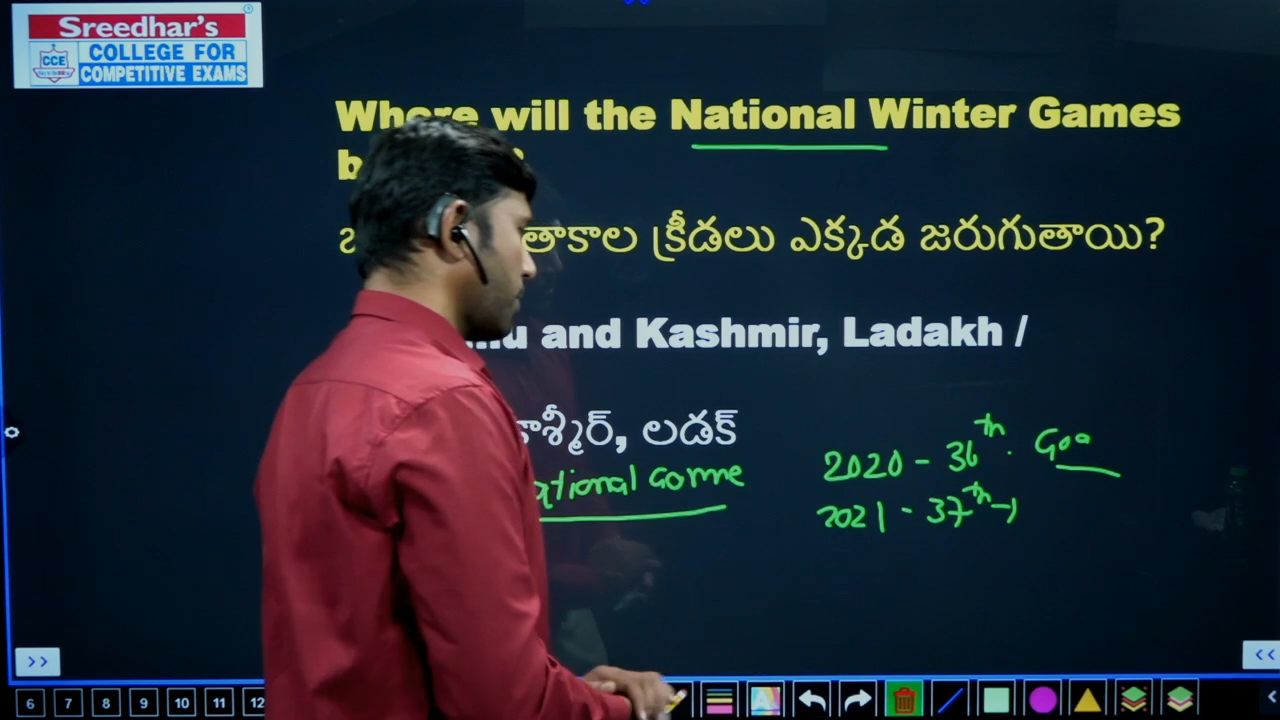 Sreedhar's
CCE
COLLEGE FOR
COMPETITIVE EXAMS
Where will the National Winter Games
తాకాల క్రీడలు ఎక్కడ జరుగుతాయి?
and Kashmir, Ladakh /
కాశ్మీర్, లడక్
ational Game
2020 - 36th . Goa
2021 - 37th →
>>
<<
6 7 8 9 10 11 12